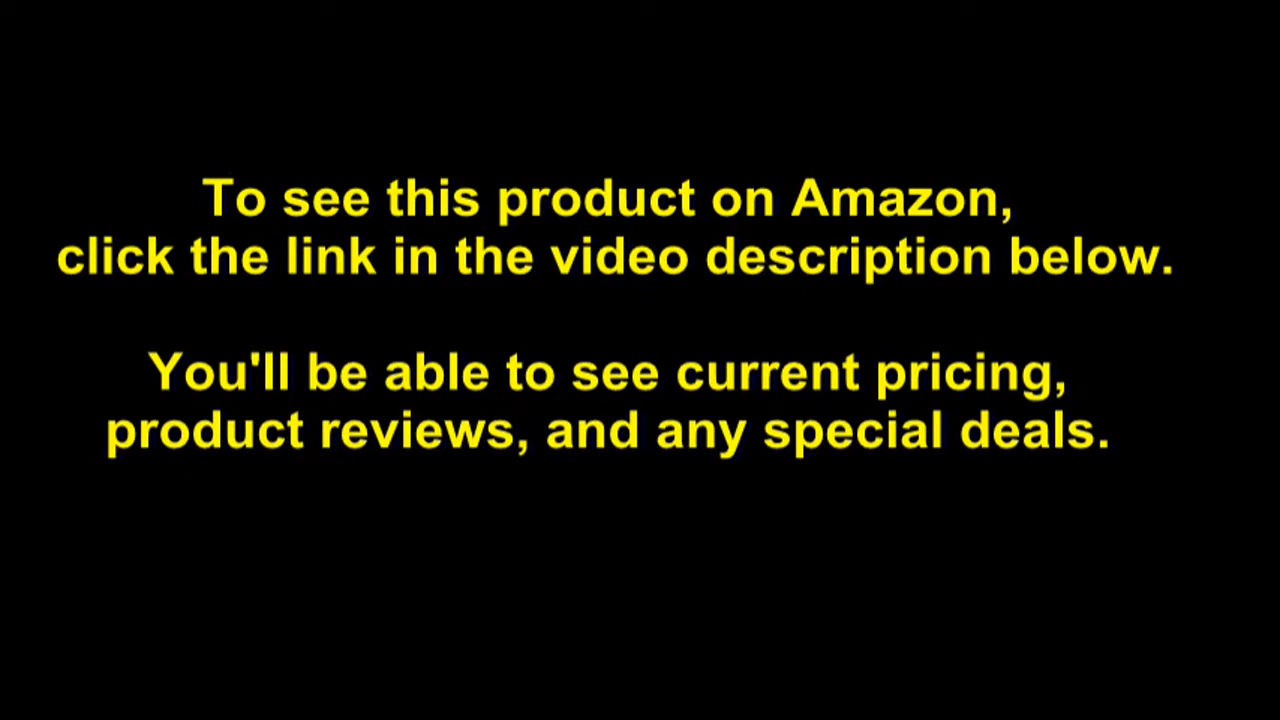 To see this product on Amazon,
click the link in the video description below.
You'll be able to see current pricing,
product reviews, and any special deals.